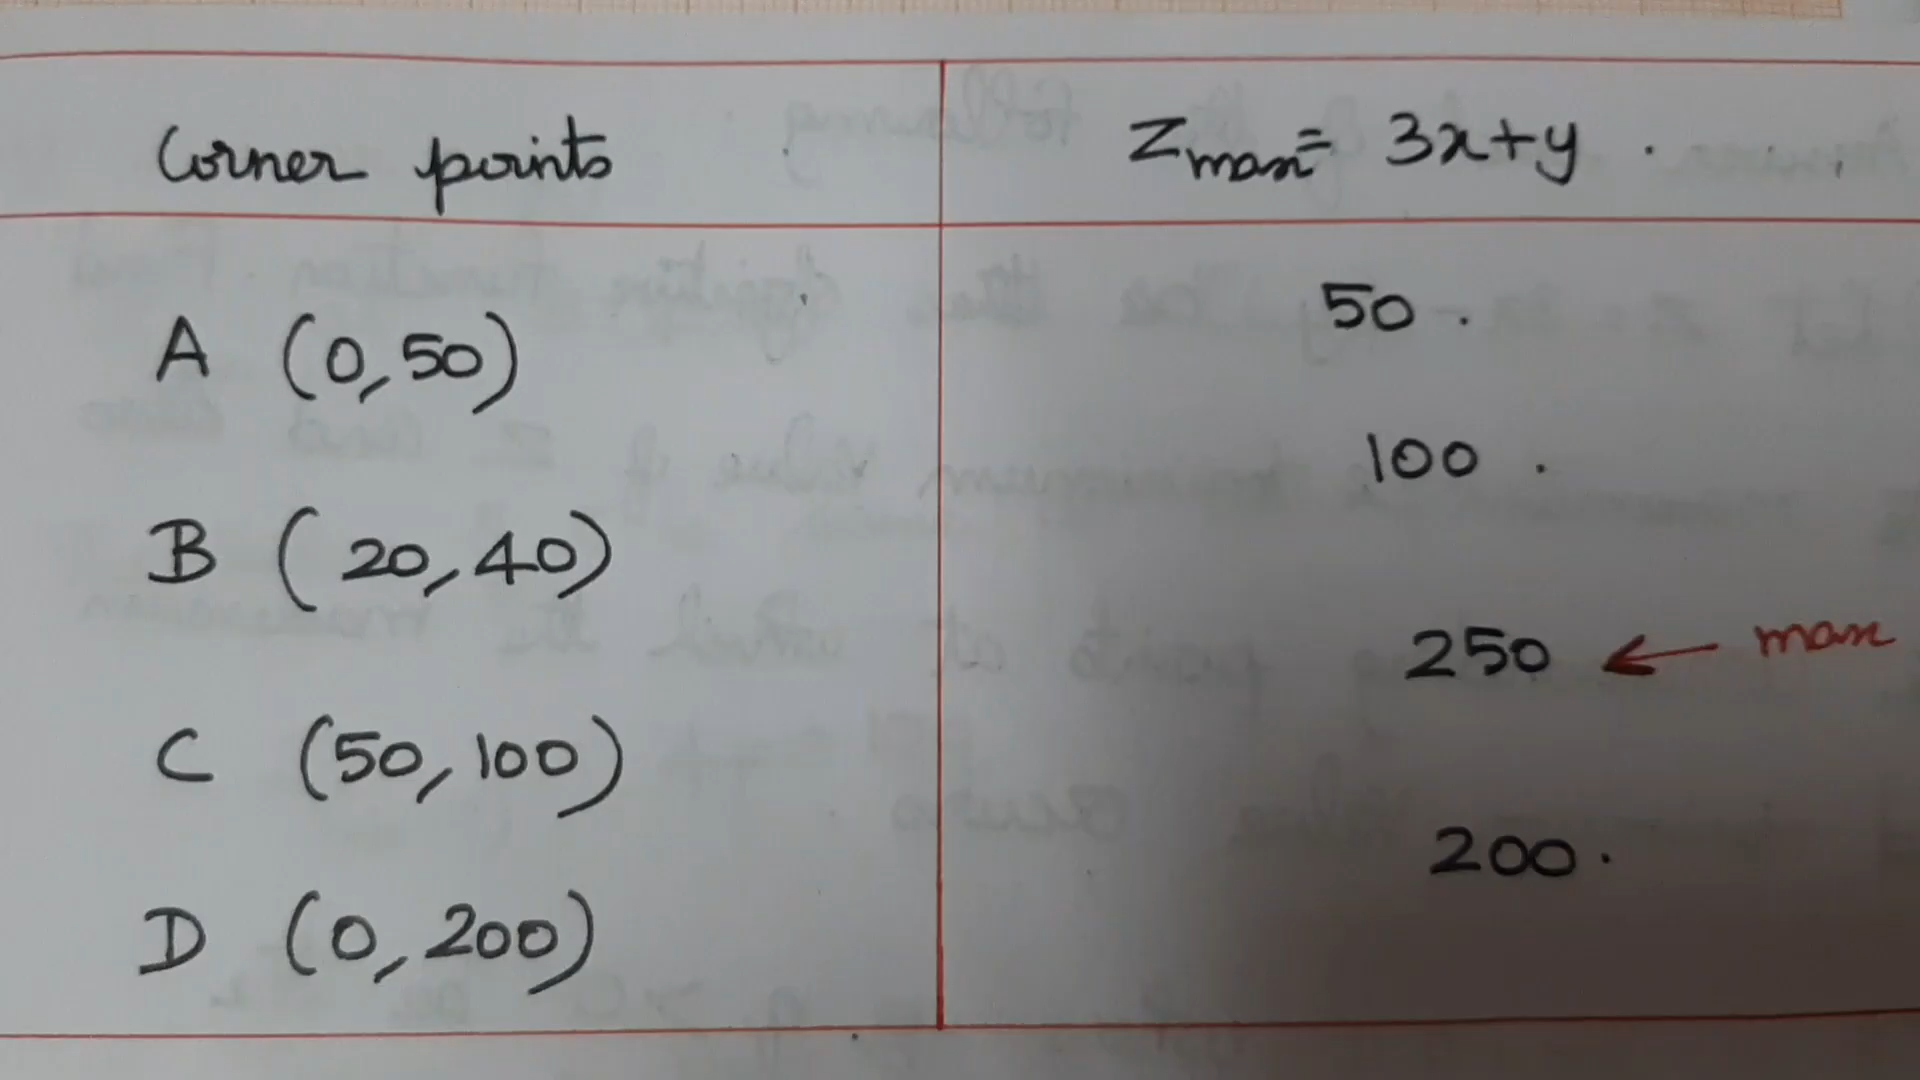 Corner points Zmax = 3x+y .
A (0,50) 50 .
B (20,40) 100 .
C (50,100) 250 ← max
D (0,200) 200 .